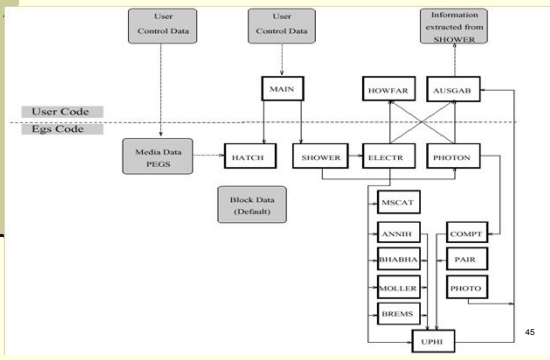 User
Control Data
User
Control Data
Information
extracted from
SHOWER
MAIN
HOWFAR
AUSGAB
User Code
Egs Code
Media Data
PEGS
HATCH
SHOWER
ELECTR
PHOTON
Block Data
(Default)
MSCAT
ANNIH
COMPT
BHABHA
PAIR
MOLLER
PHOTO
BREMS
UPHI
45